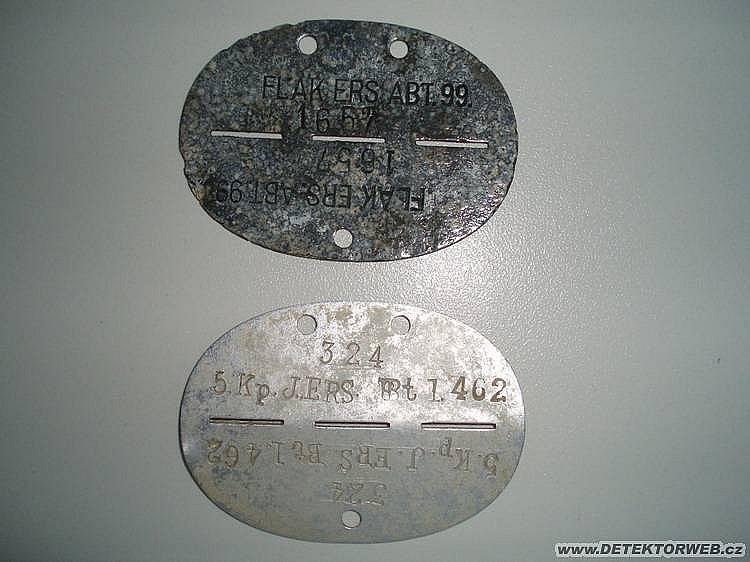 FLAK.ERS.ABT.99.
1657
1657
FLAK.ERS.ABT.99.
324
5.Kp.J.ERS. Btl.462
5.Kp.J.ERS.Btl.462
324
www.DETEKTORWEB.cz